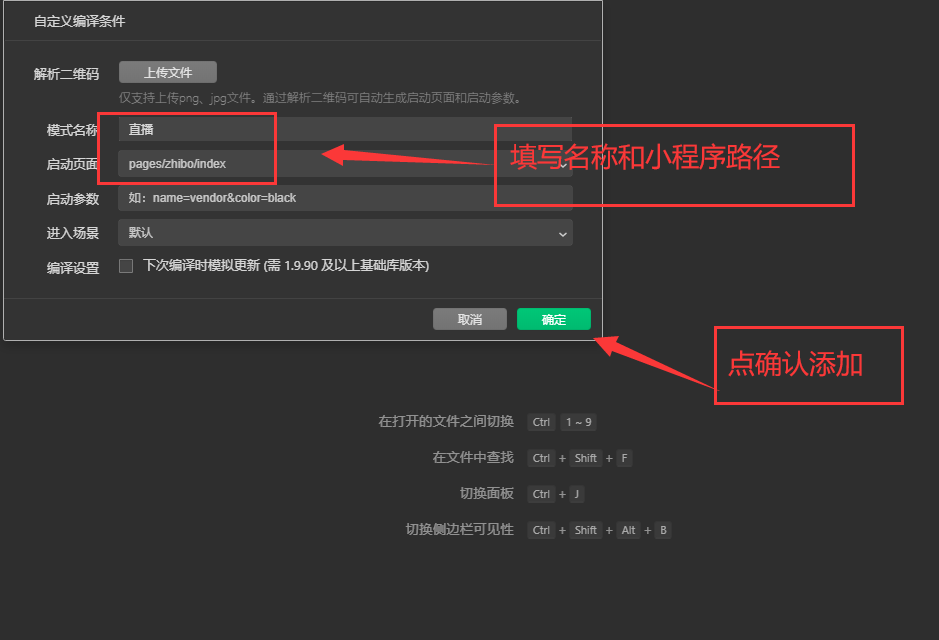 自定义编译条件
解析二维码 上传文件
仅支持上传png、jpg文件。通过解析二维码可自动生成启动页面和启动参数。
模式名称 直播
填写名称和小程序路径
启动页面 pages/zhibo/index
启动参数 如：name=vendor&color=black
进入场景 默认
编译设置 下次编译时模拟更新 (需 1.9.90 及以上基础库版本)
取消 确定
点确认添加
在打开的文件之间切换 Ctrl 1 ~ 9
在文件中查找 Ctrl + Shift + F
切换面板 Ctrl + J
切换侧边栏可见性 Ctrl + Shift + Alt + B